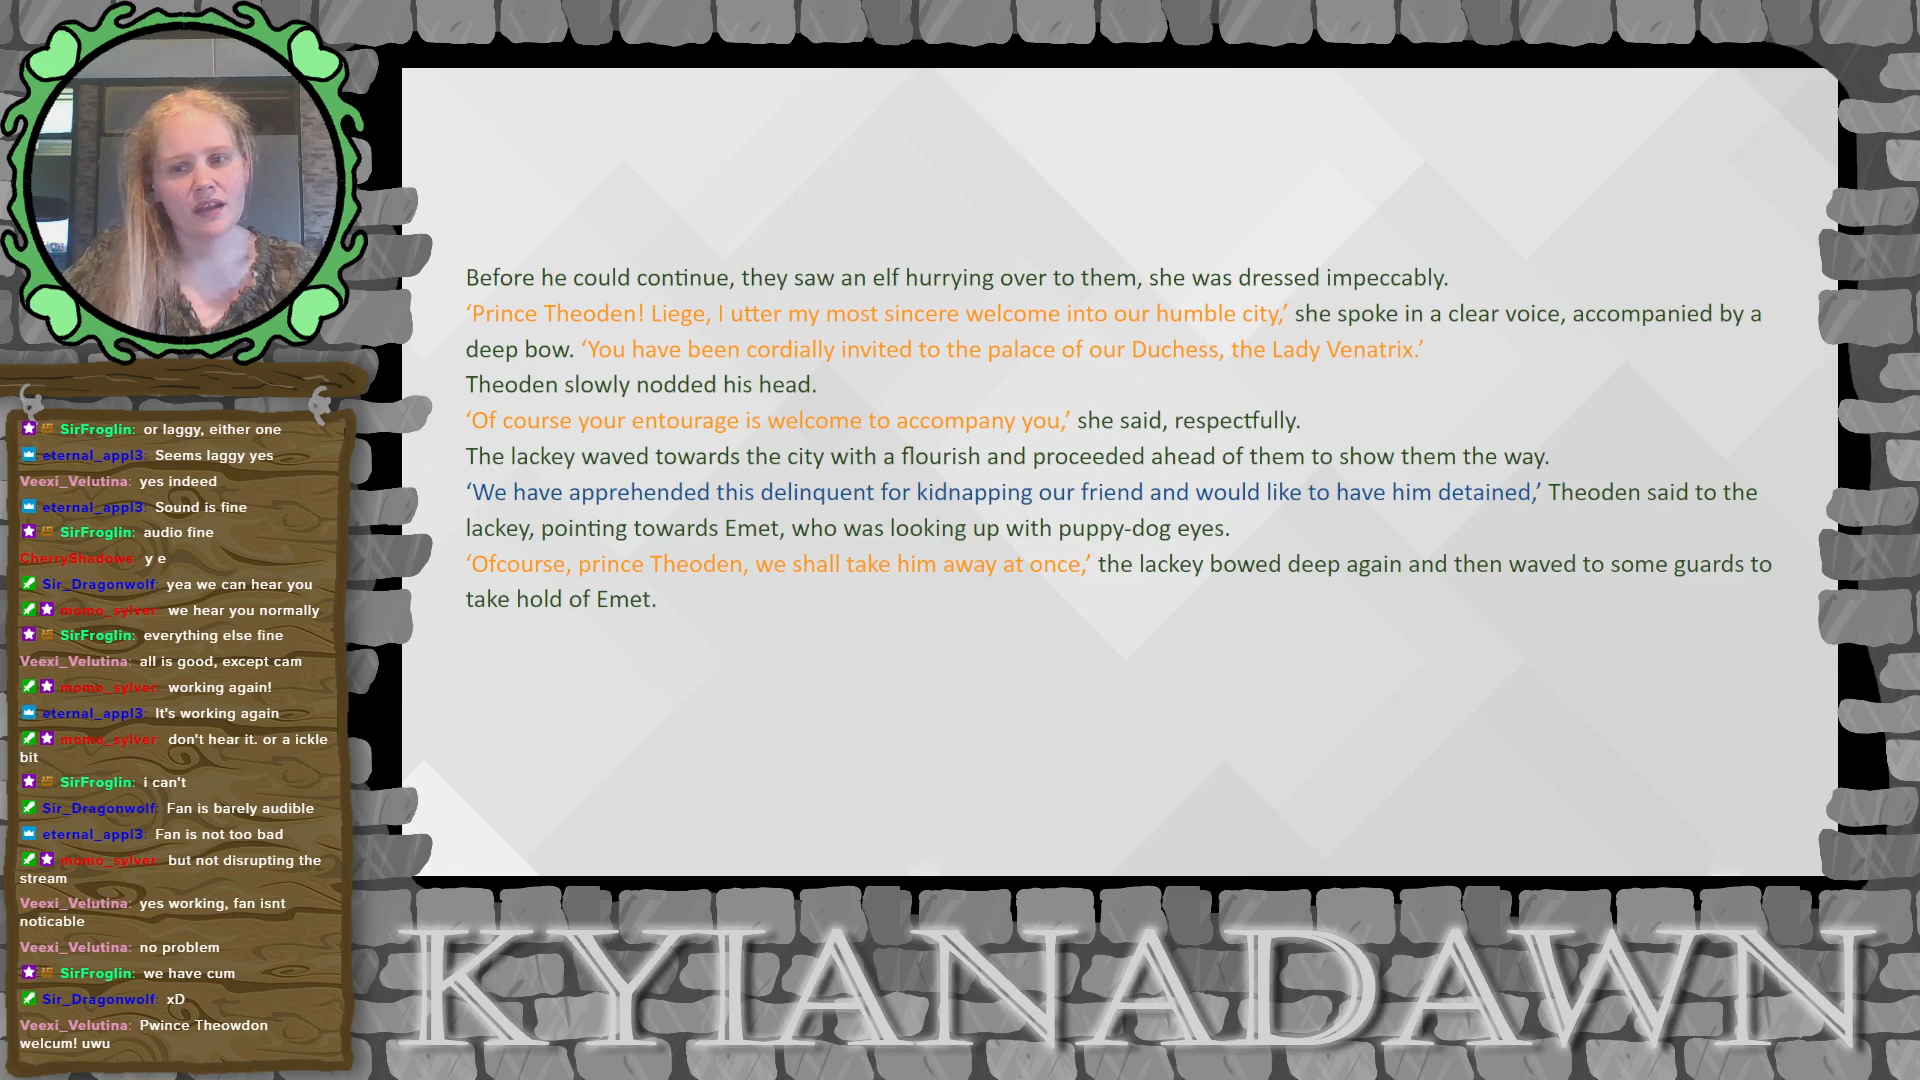 Before he could continue, they saw an elf hurrying over to them, she was dressed impeccably.
‘Prince Theoden! Liege, I utter my most sincere welcome into our humble city,’ she spoke in a clear voice, accompanied by a
deep bow. ‘You have been cordially invited to the palace of our Duchess, the Lady Venatrix.’
Theoden slowly nodded his head.
‘Of course your entourage is welcome to accompany you,’ she said, respectfully.
The lackey waved towards the city with a flourish and proceeded ahead of them to show them the way.
‘We have apprehended this delinquent for kidnapping our friend and would like to have him detained,’ Theoden said to the
lackey, pointing towards Emet, who was looking up with puppy-dog eyes.
‘Ofcourse, prince Theoden, we shall take him away at once,’ the lackey bowed deep again and then waved to some guards to
take hold of Emet.
SirFroglin: or laggy, either one
eternal_appl3: Seems laggy yes
Veexi_Velutina: yes indeed
eternal_appl3: Sound is fine
SirFroglin: audio fine
CherryShadows: y e
Sir_Dragonwolf: yea we can hear you
momo_sylver: we hear you normally
SirFroglin: everything else fine
Veexi_Velutina: all is good, except cam
momo_sylver: working again!
eternal_appl3: It's working again
momo_sylver: don't hear it. or a ickle
bit
SirFroglin: i can't
Sir_Dragonwolf: Fan is barely audible
eternal_appl3: Fan is not too bad
momo_sylver: but not disrupting the
stream
Veexi_Velutina: yes working, fan isnt
noticable
Veexi_Velutina: no problem
SirFroglin: we have cum
Sir_Dragonwolf: xD
Veexi_Velutina: Pwince Theowdon
welcum! uwu
KYIANADAWN